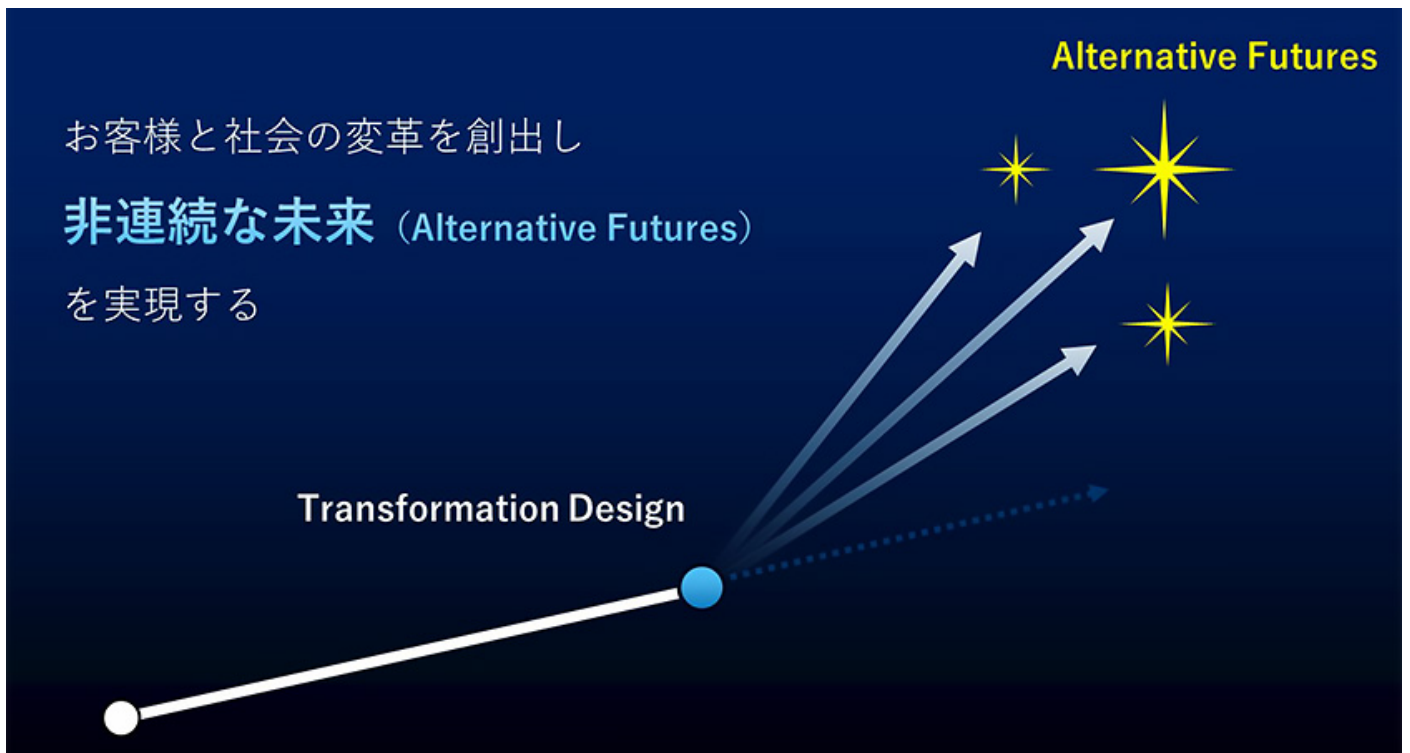 Alternative Futures
お客様と社会の変革を創出し
非連続な未来（Alternative Futures）
を実現する
Transformation Design